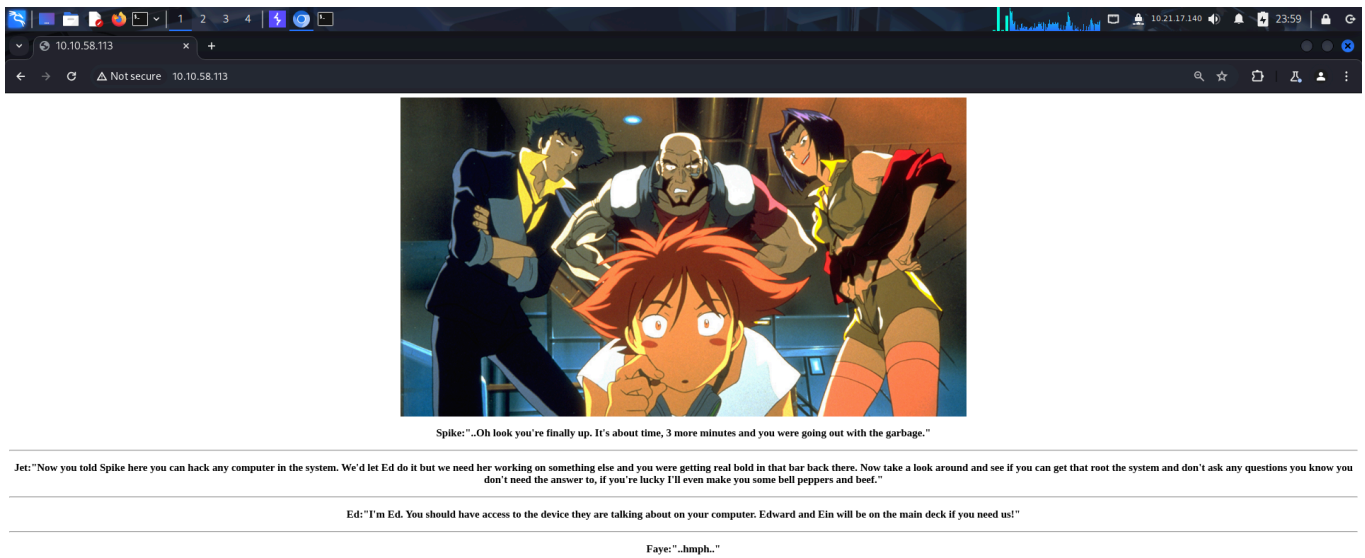 1 2 3 4
10.21.17.140
23:59
10.10.58.113
Not secure 10.10.58.113
Spike:"..Oh look you're finally up. It's about time, 3 more minutes and you were going out with the garbage."
Jet:"Now you told Spike here you can hack any computer in the system. We'd let Ed do it but we need her working on something else and you were getting real bold in that bar back there. Now take a look around and see if you can get that root the system and don't ask any questions you know you
don't need the answer to, if you're lucky I'll even make you some bell peppers and beef."
Ed:"I'm Ed. You should have access to the device they are talking about on your computer. Edward and Ein will be on the main deck if you need us!"
Faye:"..hmph.."